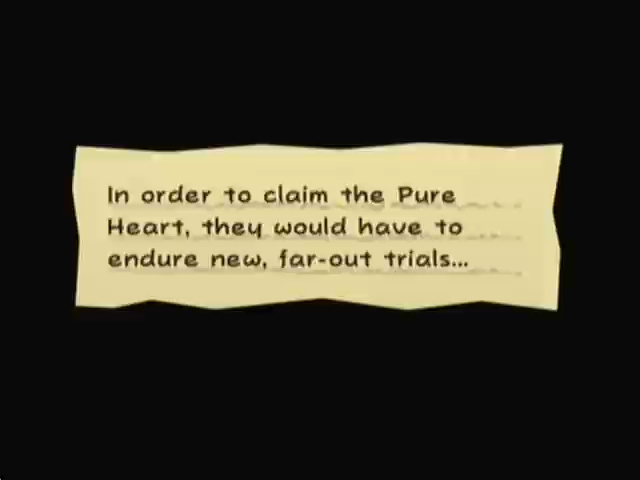 In order to claim the Pure
Heart, they would have to
endure new, far-out trials...